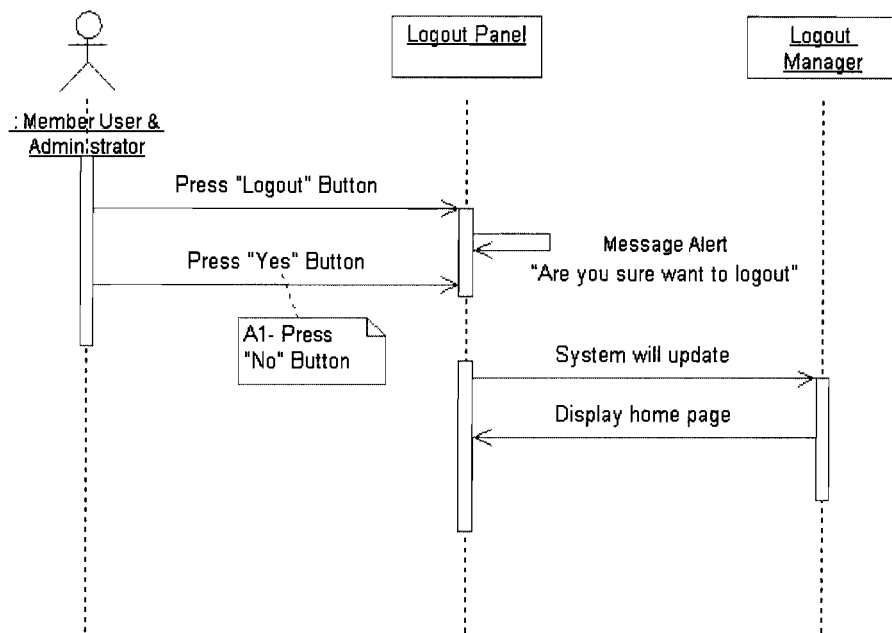 Logout Panel
Logout
Manager
: Member User &
Administrator
Press "Logout" Button
Message Alert
"Are you sure want to logout"
Press "Yes" Button
A1- Press
"No" Button
System will update
Display home page